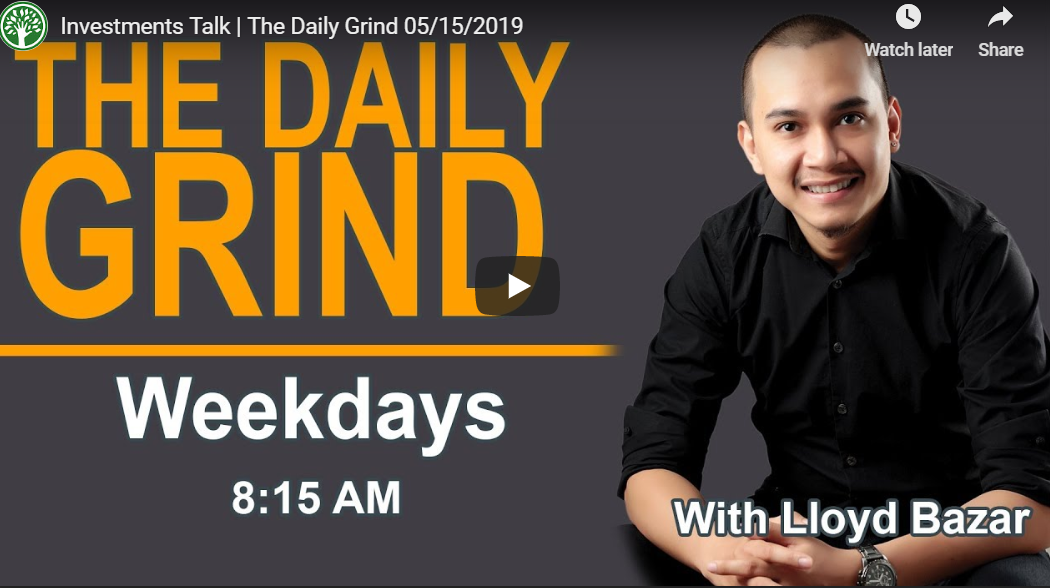 Investments Talk | The Daily Grind 05/15/2019
Watch later
Share
THE DAILY
GRIND
Weekdays
8:15 AM
With Lloyd Bazar